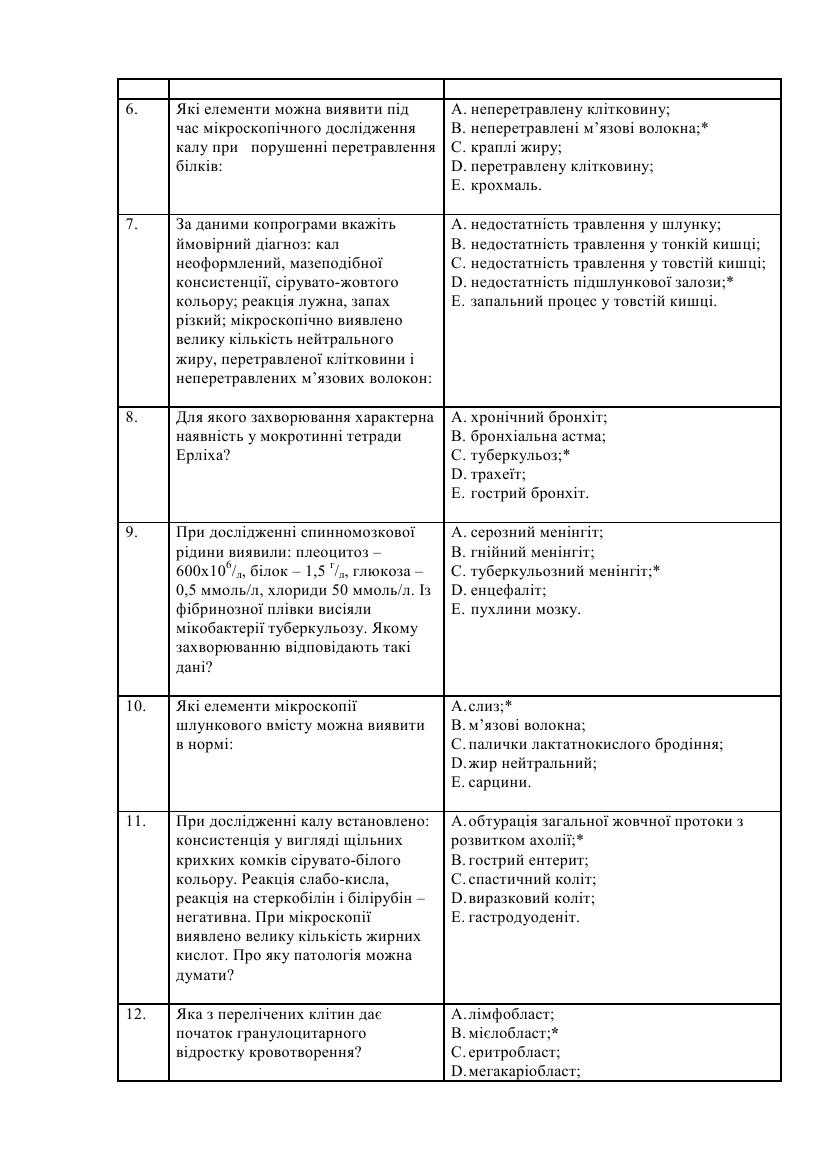 6.
Які елементи можна виявити під
час мікроскопічного дослідження
калу при порушенні перетравлення
білків:
A. неперетравлену клітковину;
B. неперетравлені м’язові волокна;*
C. краплі жиру;
D. перетравлену клітковину;
E. крохмаль.
7.
За даними копрограми вкажіть
ймовірний діагноз: кал
неоформлений, мазеподібної
консистенції, сірувато-жовтого
кольору; реакція лужна, запах
різкий; мікроскопічно виявлено
велику кількість нейтрального
жиру, перетравленої клітковини і
неперетравлених м’язових волокон:
A. недостатність травлення у шлунку;
B. недостатність травлення у тонкій кишці;
C. недостатність травлення у товстій кишці;
D. недостатність підшлункової залози;*
E. запальний процес у товстій кишці.
8.
Для якого захворювання характерна
наявність у мокротинні тетради
Ерліха?
A. хронічний бронхіт;
B. бронхіальна астма;
C. туберкульоз;*
D. трахеїт;
E. гострий бронхіт.
9.
При дослідженні спинномозкової
рідини виявили: плеоцитоз –
600х10⁶/л, білок – 1,5 г/л, глюкоза –
0,5 ммоль/л, хлориди 50 ммоль/л. Із
фібринозної плівки висіяли
мікобактерії туберкульозу. Якому
захворюванню відповідають такі
дані?
A. серозний менінгіт;
B. гнійний менінгіт;
C. туберкульозний менінгіт;*
D. енцефаліт;
E. пухлини мозку.
10.
Які елементи мікроскопії
шлункового вмісту можна виявити
в нормі:
A. слиз;*
B. м’язові волокна;
C. палички лактатнокислого бродіння;
D. жир нейтральний;
E. сарцини.
11.
При дослідженні калу встановлено:
консистенція у вигляді щільних
крихких комків сірувато-білого
кольору. Реакція слабо-кисла,
реакція на стеркобілін і білірубін –
негативна. При мікроскопії
виявлено велику кількість жирних
кислот. Про яку патологія можна
думати?
A. обтурація загальної жовчної протоки з
розвитком ахолії;*
B. гострий ентерит;
C. спастичний коліт;
D. виразковий коліт;
E. гастродуоденіт.
12.
Яка з перелічених клітин дає
початок гранулоцитарного
відростку кровотворення?
A. лімфобласт;
B. мієлобласт;*
C. еритробласт;
D. мегакаріобласт;